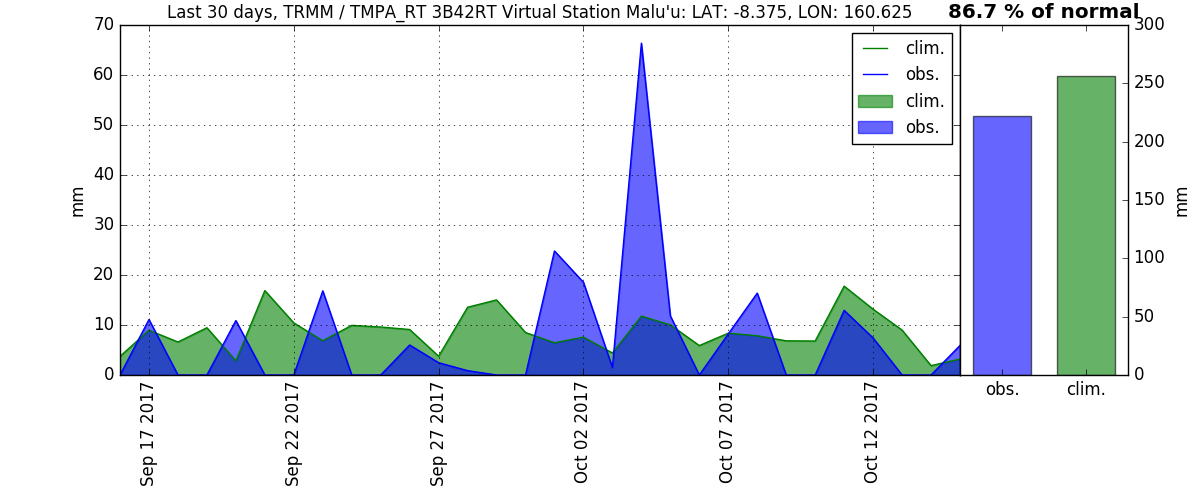 Last 30 days, TRMM / TMPA_RT 3B42RT Virtual Station Malu'u: LAT: -8.375, LON: 160.625
86.7 % of normal
70
60
50
40
30
20
10
0
mm
clim.
obs.
clim.
obs.
Sep 17 2017
Sep 22 2017
Sep 27 2017
Oct 02 2017
Oct 07 2017
Oct 12 2017
300
250
200
150
100
50
0
mm
obs.
clim.